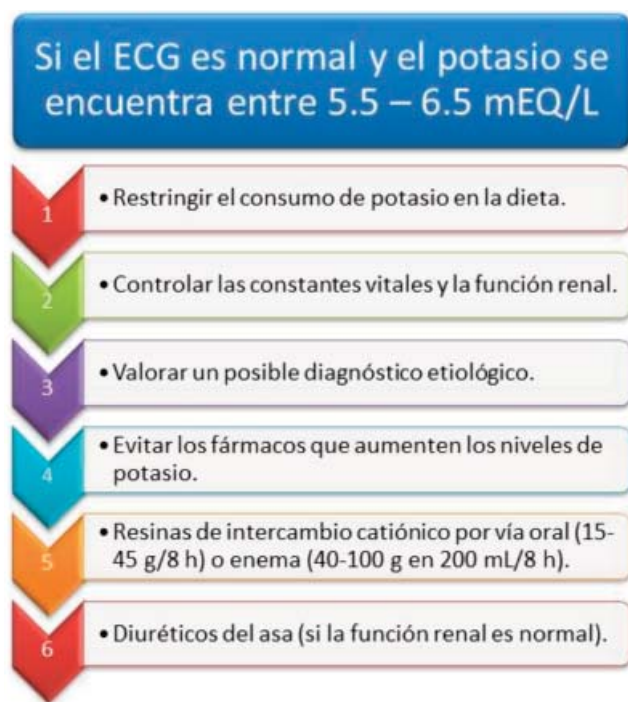 Si el ECG es normal y el potasio se
encuentra entre 5.5 – 6.5 mEQ/L
1
• Restringir el consumo de potasio en la dieta.
2
• Controlar las constantes vitales y la función renal.
3
• Valorar un posible diagnóstico etiológico.
4
• Evitar los fármacos que aumenten los niveles de
potasio.
5
• Resinas de intercambio catiónico por vía oral (15-
45 g/8 h) o enema (40-100 g en 200 mL/8 h).
6
• Diuréticos del asa (si la función renal es normal).